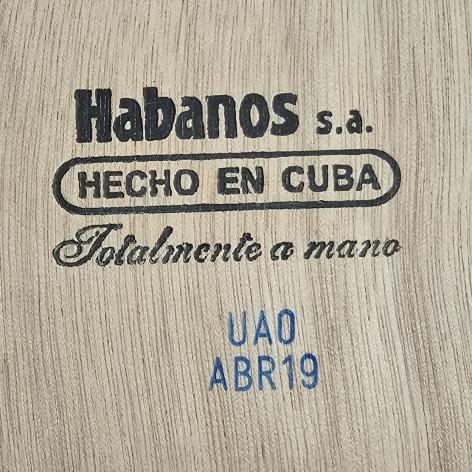 Habanos s.a.
HECHO EN CUBA
Totalmente a mano
UAO
ABR19